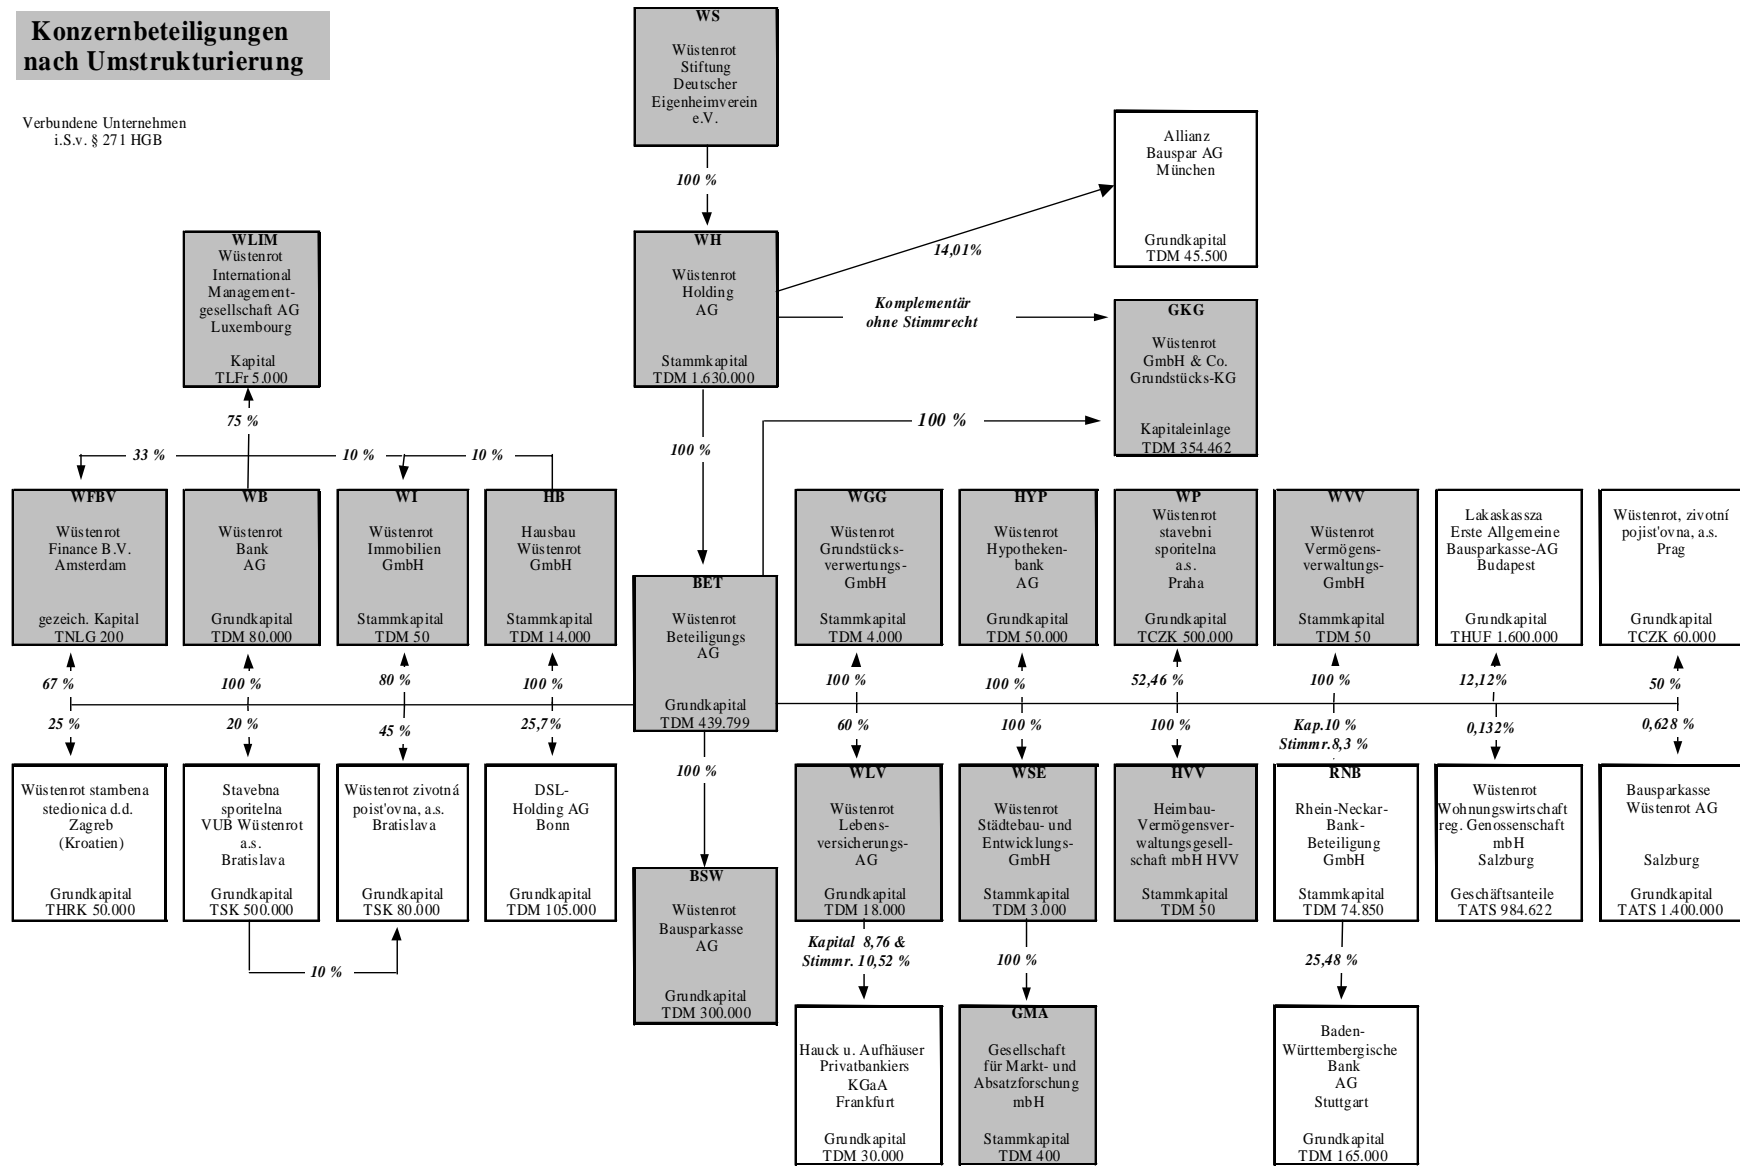 Konzernbeteiligungen
nach Umstrukturierung
Verbundene Unternehmen
i.S.v. § 271 HGB
WS
Wüstenrot
Stiftung
Deutscher
Eigenheimverein
e.V.
100 %
Allianz
Bauspar AG
München
Grundkapital
TDM 45.500
14,01%
WLIM
Wüstenrot
International
Management-
gesellschaft AG
Luxembourg
Kapital
TLFr 5.000
WH
Wüstenrot
Holding
AG
Stammkapital
TDM 1.630.000
Komplementär
ohne Stimmrecht
GKG
Wüstenrot
GmbH & Co.
Grundstücks-KG
Kapitaleinlage
TDM 354.462
75 %
100 %
100 %
33 %
10 %
10 %
WFBV
Wüstenrot
Finance B.V.
Amsterdam
gezeich. Kapital
TNLG 200
WB
Wüstenrot
Bank
AG
Grundkapital
TDM 80.000
WI
Wüstenrot
Immobilien
GmbH
Stammkapital
TDM 50
HB
Hausbau
Wüstenrot
GmbH
Stammkapital
TDM 14.000
BET
Wüstenrot
Beteiligungs
AG
Grundkapital
TDM 439.799
WGG
Wüstenrot
Grundstücks-
verwertungs-
GmbH
Stammkapital
TDM 4.000
HYP
Wüstenrot
Hypotheken-
bank
AG
Grundkapital
TDM 50.000
WP
Wüstenrot
stavebni
sporitelna
a.s.
Praha
Grundkapital
TCZK 500.000
WVV
Wüstenrot
Vermögens-
verwaltungs-
GmbH
Stammkapital
TDM 50
Lakaskassza
Erste Allgemeine
Bausparkasse-AG
Budapest
Grundkapital
THUF 1.600.000
Wüstenrot, zivotní
pojist'ovna, a.s.
Prag
Grundkapital
TCZK 60.000
67 %
100 %
80 %
100 %
100 %
100 %
52,46 %
100 %
12,12%
50 %
25 %
20 %
45 %
25,7%
60 %
100 %
100 %
Kap.10 %
Stimmr.8,3 %
0,132%
0,628 %
100 %
Wüstenrot stambena
stedionica d.d.
Zagreb
(Kroatien)
Grundkapital
THRK 50.000
Stavebna
sporitelna
VUB Wüstenrot
a.s.
Bratislava
Grundkapital
TSK 500.000
Wüstenrot zivotná
poist'ovna, a.s.
Bratislava
Grundkapital
TSK 80.000
DSL-
Holding AG
Bonn
Grundkapital
TDM 105.000
BSW
Wüstenrot
Bausparkasse
AG
Grundkapital
TDM 300.000
WLV
Wüstenrot
Lebens-
versicherungs-
AG
Grundkapital
TDM 18.000
WSE
Wüstenrot
Städtebau- und
Entwicklungs-
GmbH
Stammkapital
TDM 3.000
HVV
Heimbau-
Vermögensver-
waltungsgesell-
schaft mbH HVV
Stammkapital
TDM 50
RNB
Rhein-Neckar-
Bank-
Beteiligung
GmbH
Stammkapital
TDM 74.850
Wüstenrot
Wohnungswirtschaft
reg. Genossenschaft
mbH
Salzburg
Geschäftsanteile
TATS 984.622
Bausparkasse
Wüstenrot AG
Salzburg
Grundkapital
TATS 1.400.000
10 %
Kapital 8,76 &
Stimmr. 10,52 %
100 %
25,48 %
Hauck u. Aufhäuser
Privatbankiers
KGaA
Frankfurt
Grundkapital
TDM 30.000
GMA
Gesellschaft
für Markt- und
Absatzforschung
mbH
Stammkapital
TDM 400
Baden-
Württembergische
Bank
AG
Stuttgart
Grundkapital
TDM 165.000